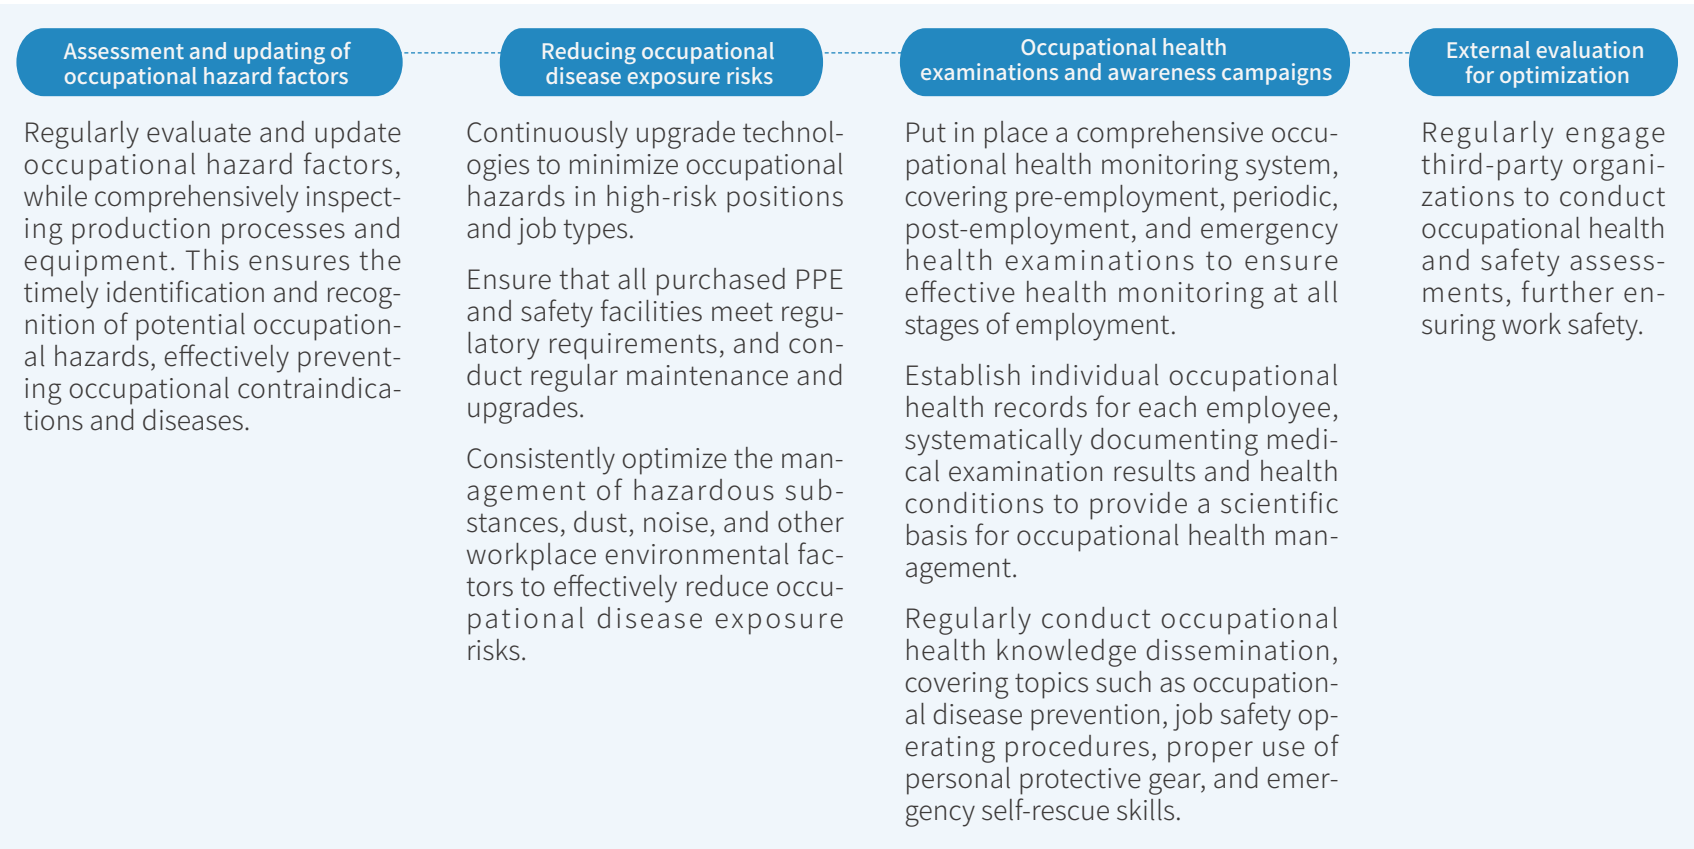 Assessment and updating of
occupational hazard factors
Regularly evaluate and update
occupational hazard factors,
while comprehensively inspect-
ing production processes and
equipment. This ensures the
timely identification and recog-
nition of potential occupation-
al hazards, effectively prevent-
ing occupational contraindica-
tions and diseases.
Reducing occupational
disease exposure risks
Continuously upgrade technol-
ogies to minimize occupational
hazards in high-risk positions
and job types.
Ensure that all purchased PPE
and safety facilities meet regu-
latory requirements, and con-
duct regular maintenance and
upgrades.
Consistently optimize the man-
agement of hazardous sub-
stances, dust, noise, and other
workplace environmental fac-
tors to effectively reduce occu-
pational disease exposure
risks.
Occupational health
examinations and awareness campaigns
Put in place a comprehensive occu-
pational health monitoring system,
covering pre-employment, periodic,
post-employment, and emergency
health examinations to ensure
effective health monitoring at all
stages of employment.
Establish individual occupational
health records for each employee,
systematically documenting medi-
cal examination results and health
conditions to provide a scientific
basis for occupational health man-
agement.
Regularly conduct occupational
health knowledge dissemination,
covering topics such as occupation-
al disease prevention, job safety op-
erating procedures, proper use of
personal protective gear, and emer-
gency self-rescue skills.
External evaluation
for optimization
Regularly engage
third-party organi-
zations to conduct
occupational health
and safety assess-
ments, further en-
suring work safety.